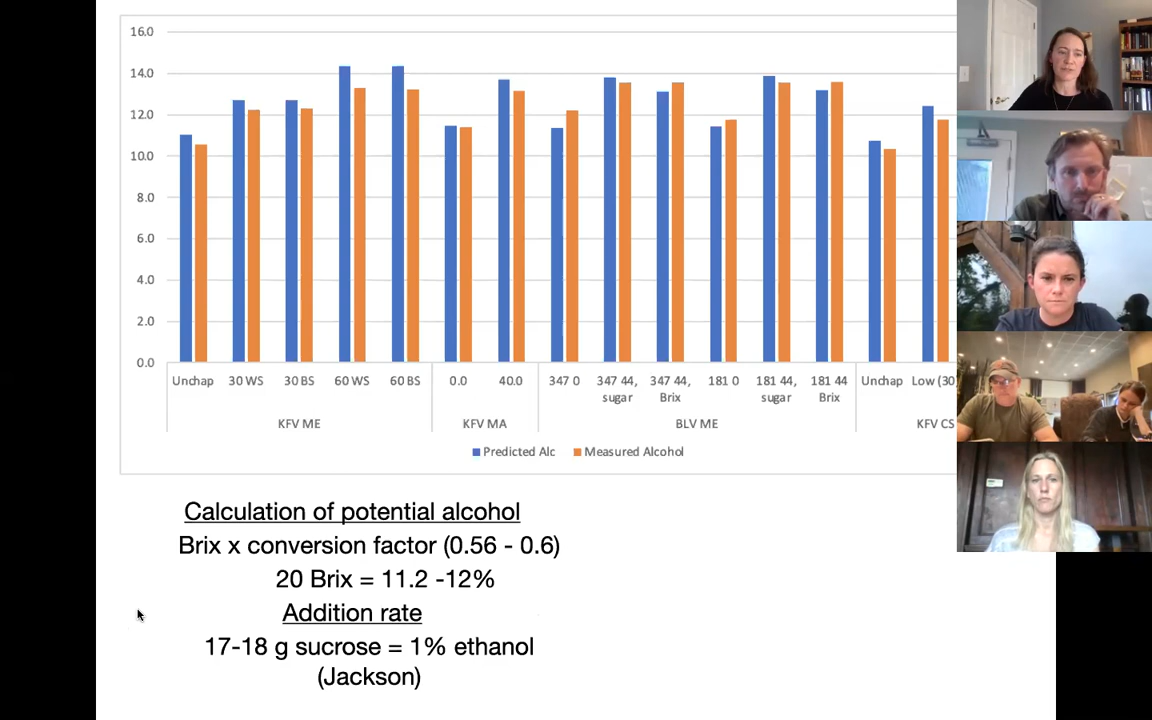 16.0
14.0
12.0
10.0
8.0
6.0
4.0
2.0
0.0
Unchap 30 WS 30 BS 60 WS 60 BS 0.0 40.0 347 0 347 44, sugar 347 44, Brix 181 0 181 44, sugar 181 44 Brix Unchap Low (30
KFV ME KFV MA BLV ME KFV CS
Predicted Alc Measured Alcohol
Calculation of potential alcohol
Brix x conversion factor (0.56 - 0.6)
20 Brix = 11.2 -12%
Addition rate
17-18 g sucrose = 1% ethanol
(Jackson)